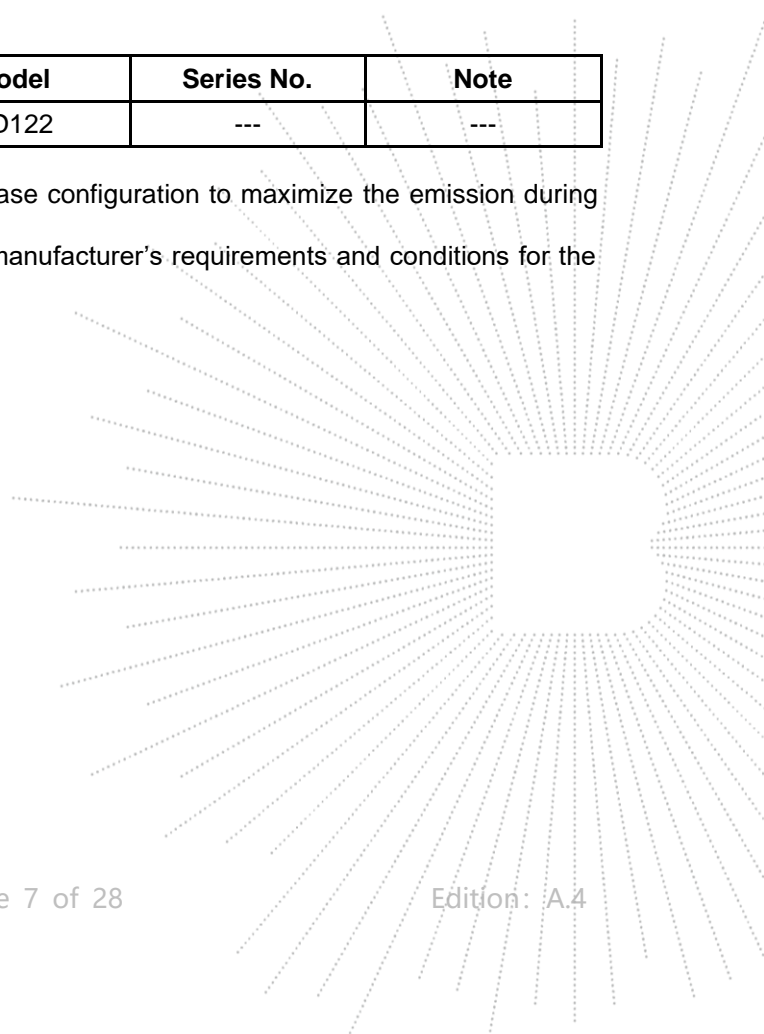 odel Series No. Note
D122 --- ---
ase configuration to maximize the emission during
manufacturer's requirements and conditions for the
e 7 of 28 Edition: A.4